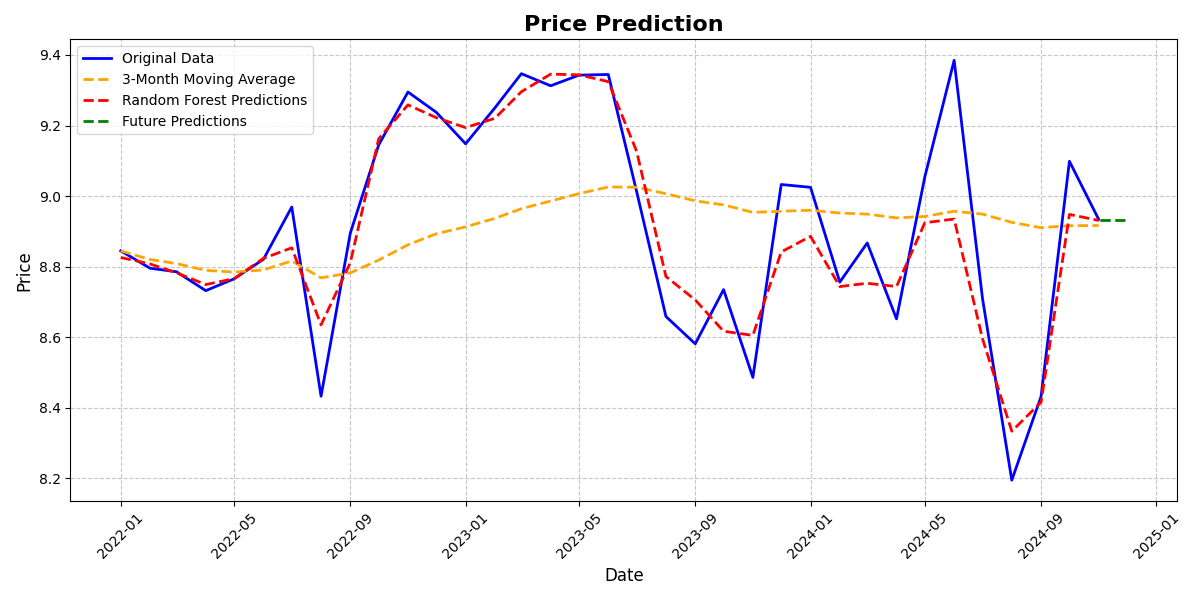 Price Prediction
Original Data
3-Month Moving Average
Random Forest Predictions
Future Predictions
Price
9.4
9.2
9.0
8.8
8.6
8.4
8.2
2022-01
2022-05
2022-09
2023-01
2023-05
2023-09
2024-01
2024-05
2024-09
2025-01
Date